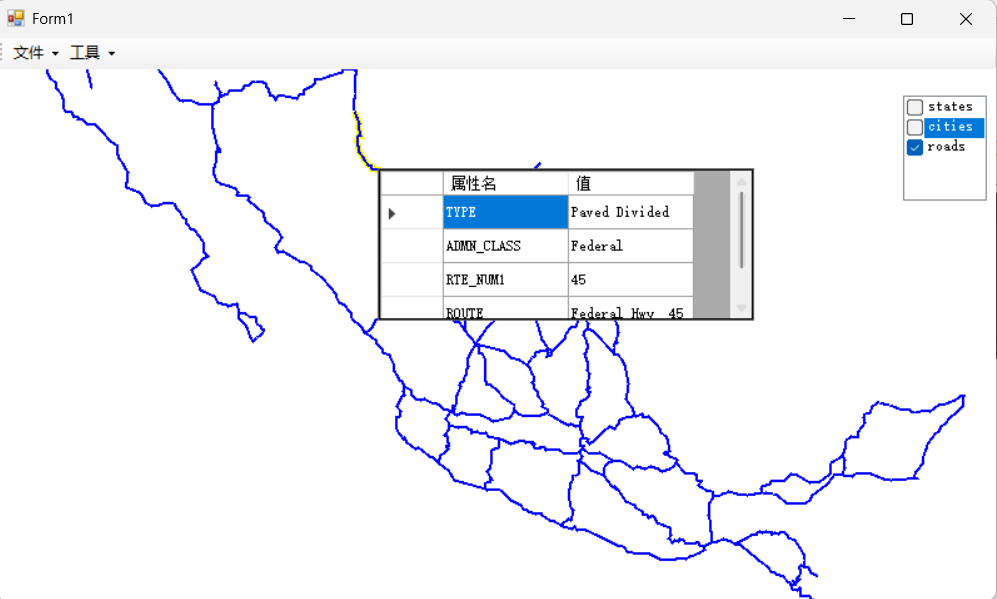 Form1
文件 工具
states
cities
roads
属性名 值
TYPE Paved Divided
ADMN_CLASS Federal
RTE_NUM1 45
ROUTE Federal Hwy 45